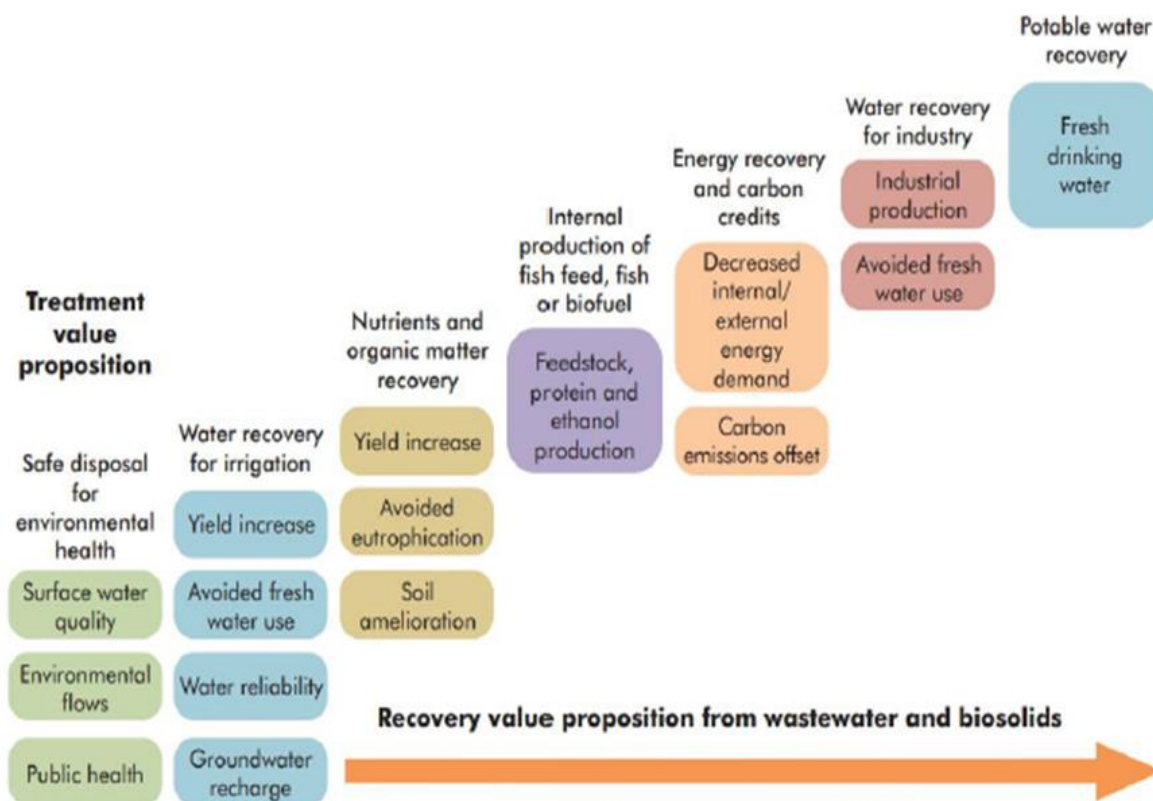 Treatment
value
proposition
Safe disposal
for
environmental
health
Surface water
quality
Environmental
flows
Public health
Water recovery
for irrigation
Yield increase
Avoided fresh
water use
Water reliability
Groundwater
recharge
Nutrients and
organic matter
recovery
Yield increase
Avoided
eutrophication
Soil
amelioration
Internal
production of
fish feed, fish
or biofuel
Feedstock,
protein and
ethanol
production
Energy recovery
and carbon
credits
Decreased
internal/
external
energy
demand
Carbon
emissions offset
Water recovery
for industry
Industrial
production
Avoided fresh
water use
Potable water
recovery
Fresh
drinking
water
Recovery value proposition from wastewater and biosolids